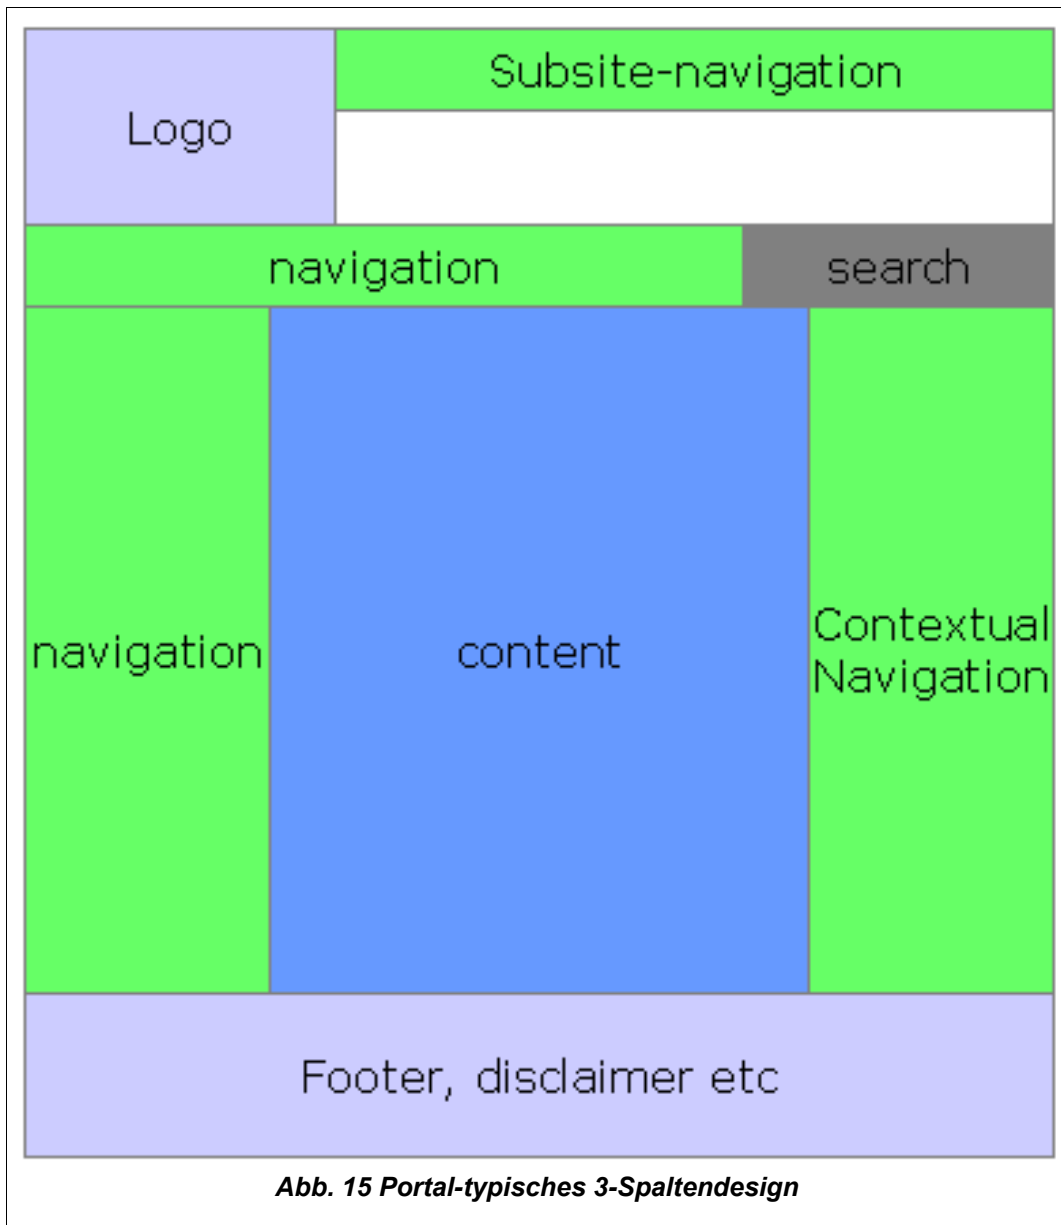 Subsite-navigation
Logo
navigation
search
navigation
content
Contextual
Navigation
Footer, disclaimer etc
Abb. 15 Portal-typisches 3-Spaltendesign